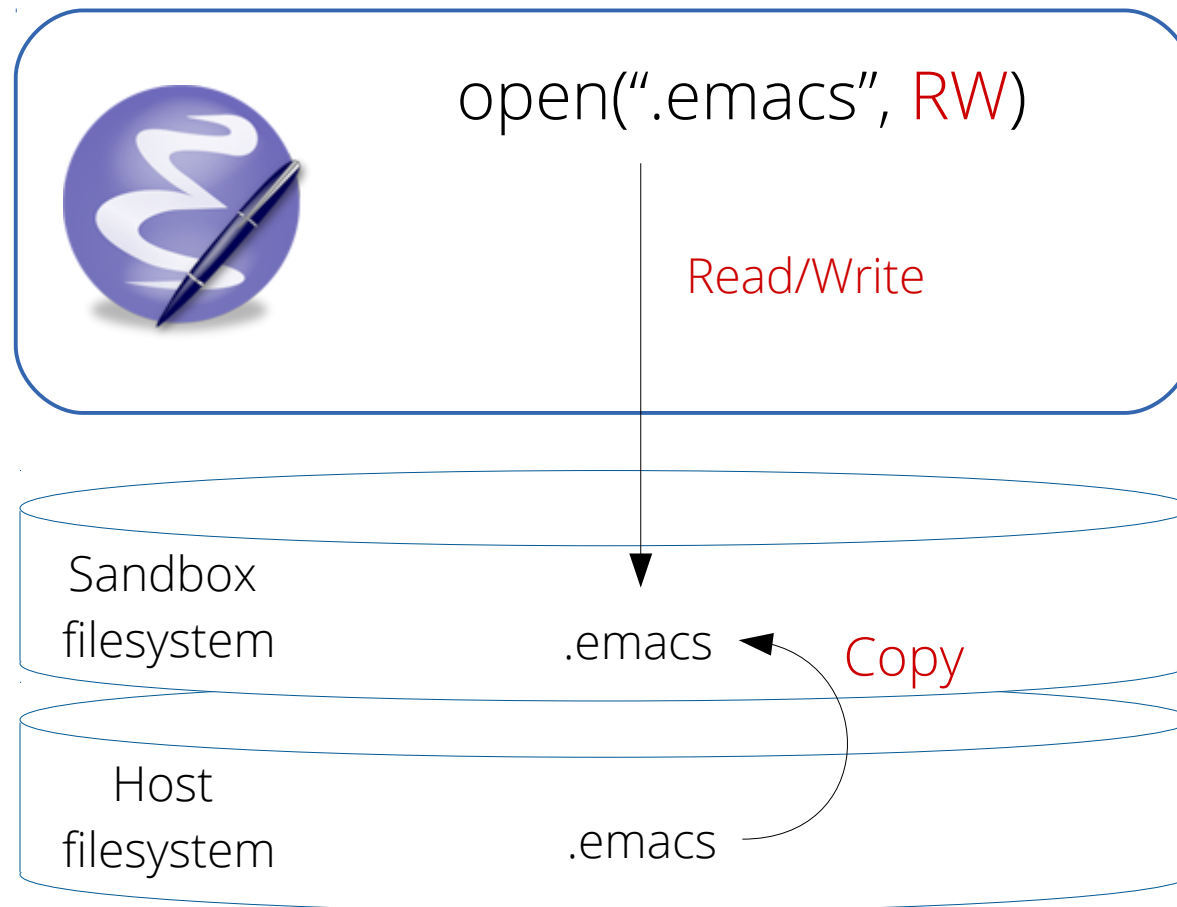 open(“.emacs”, RW)
Read/Write
Sandbox
filesystem
.emacs
Copy
Host
filesystem
.emacs